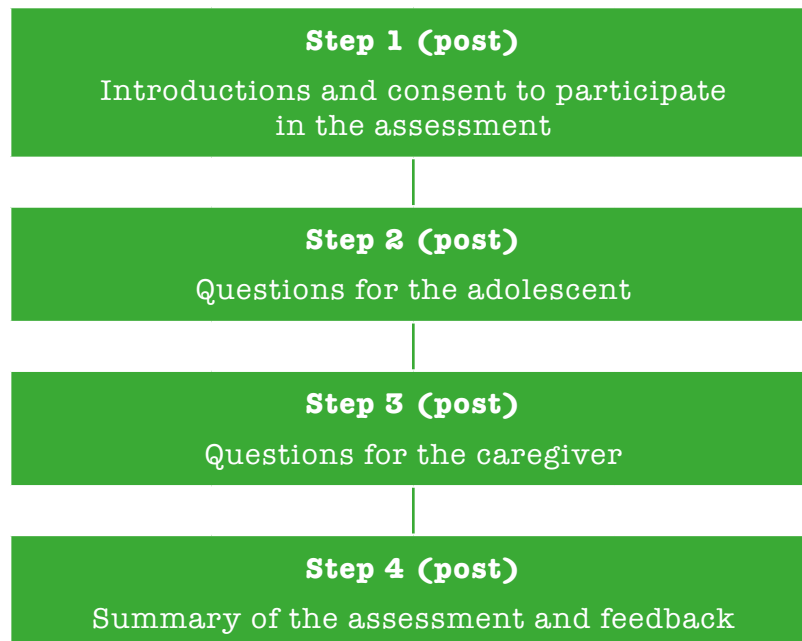 Step 1 (post)
Introductions and consent to participate
in the assessment
Step 2 (post)
Questions for the adolescent
Step 3 (post)
Questions for the caregiver
Step 4 (post)
Summary of the assessment and feedback